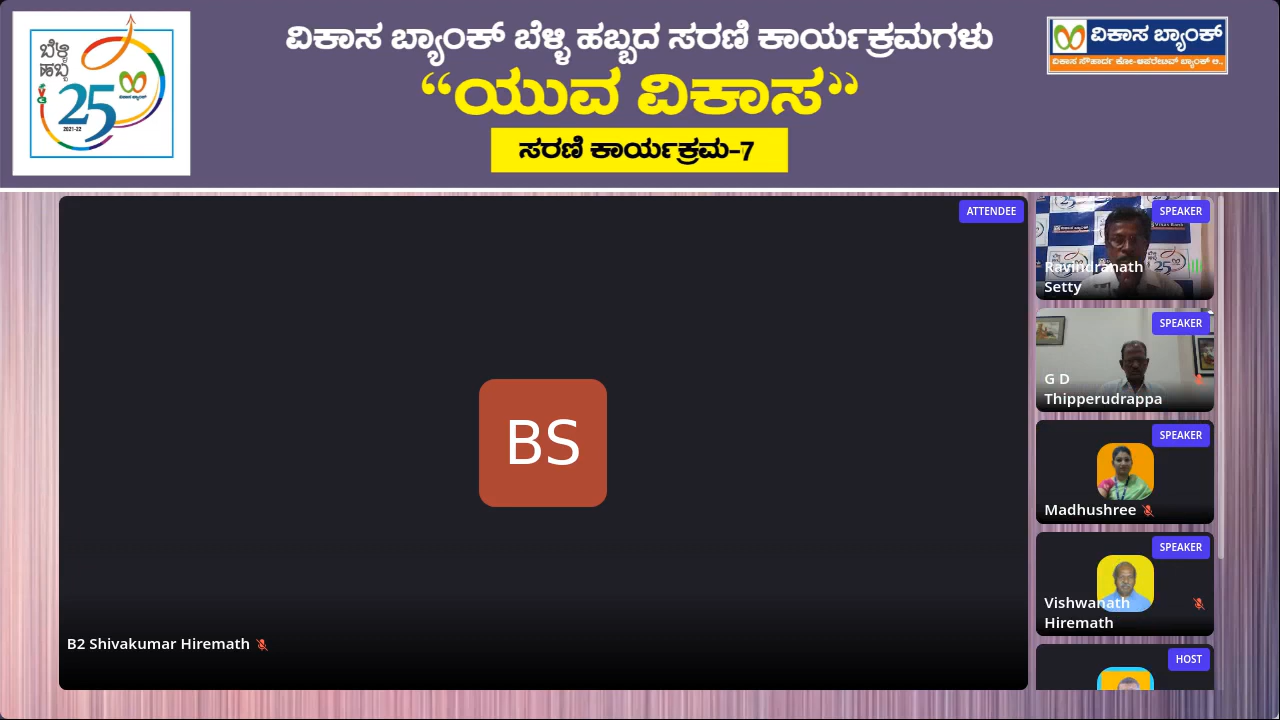 ವಿಕಾಸ ಬ್ಯಾಂಕ್ ಬೆಳ್ಳಿ ಹಬ್ಬದ ಸರಣಿ ಕಾರ್ಯಕ್ರಮಗಳು
“ಯುವ ವಿಕಾಸ”
ಸರಣಿ ಕಾರ್ಯಕ್ರಮ-7
ಬೆಳ್ಳಿ
ಹಬ್ಬ
25
2021-22
ವಿಕಾಸ ಬ್ಯಾಂಕ್
ವಿಕಾಸ ಸೌಹಾರ್ದ ಕೋ-ಆಪರೇಟಿವ್ ಬ್ಯಾಂಕ್ ಲಿ.,
ATTENDEE
BS
B2 Shivakumar Hiremath
SPEAKER
Ravindranath
Setty
SPEAKER
G D
Thipperudrappa
SPEAKER
Madhushree
SPEAKER
Vishwanath
Hiremath
HOST